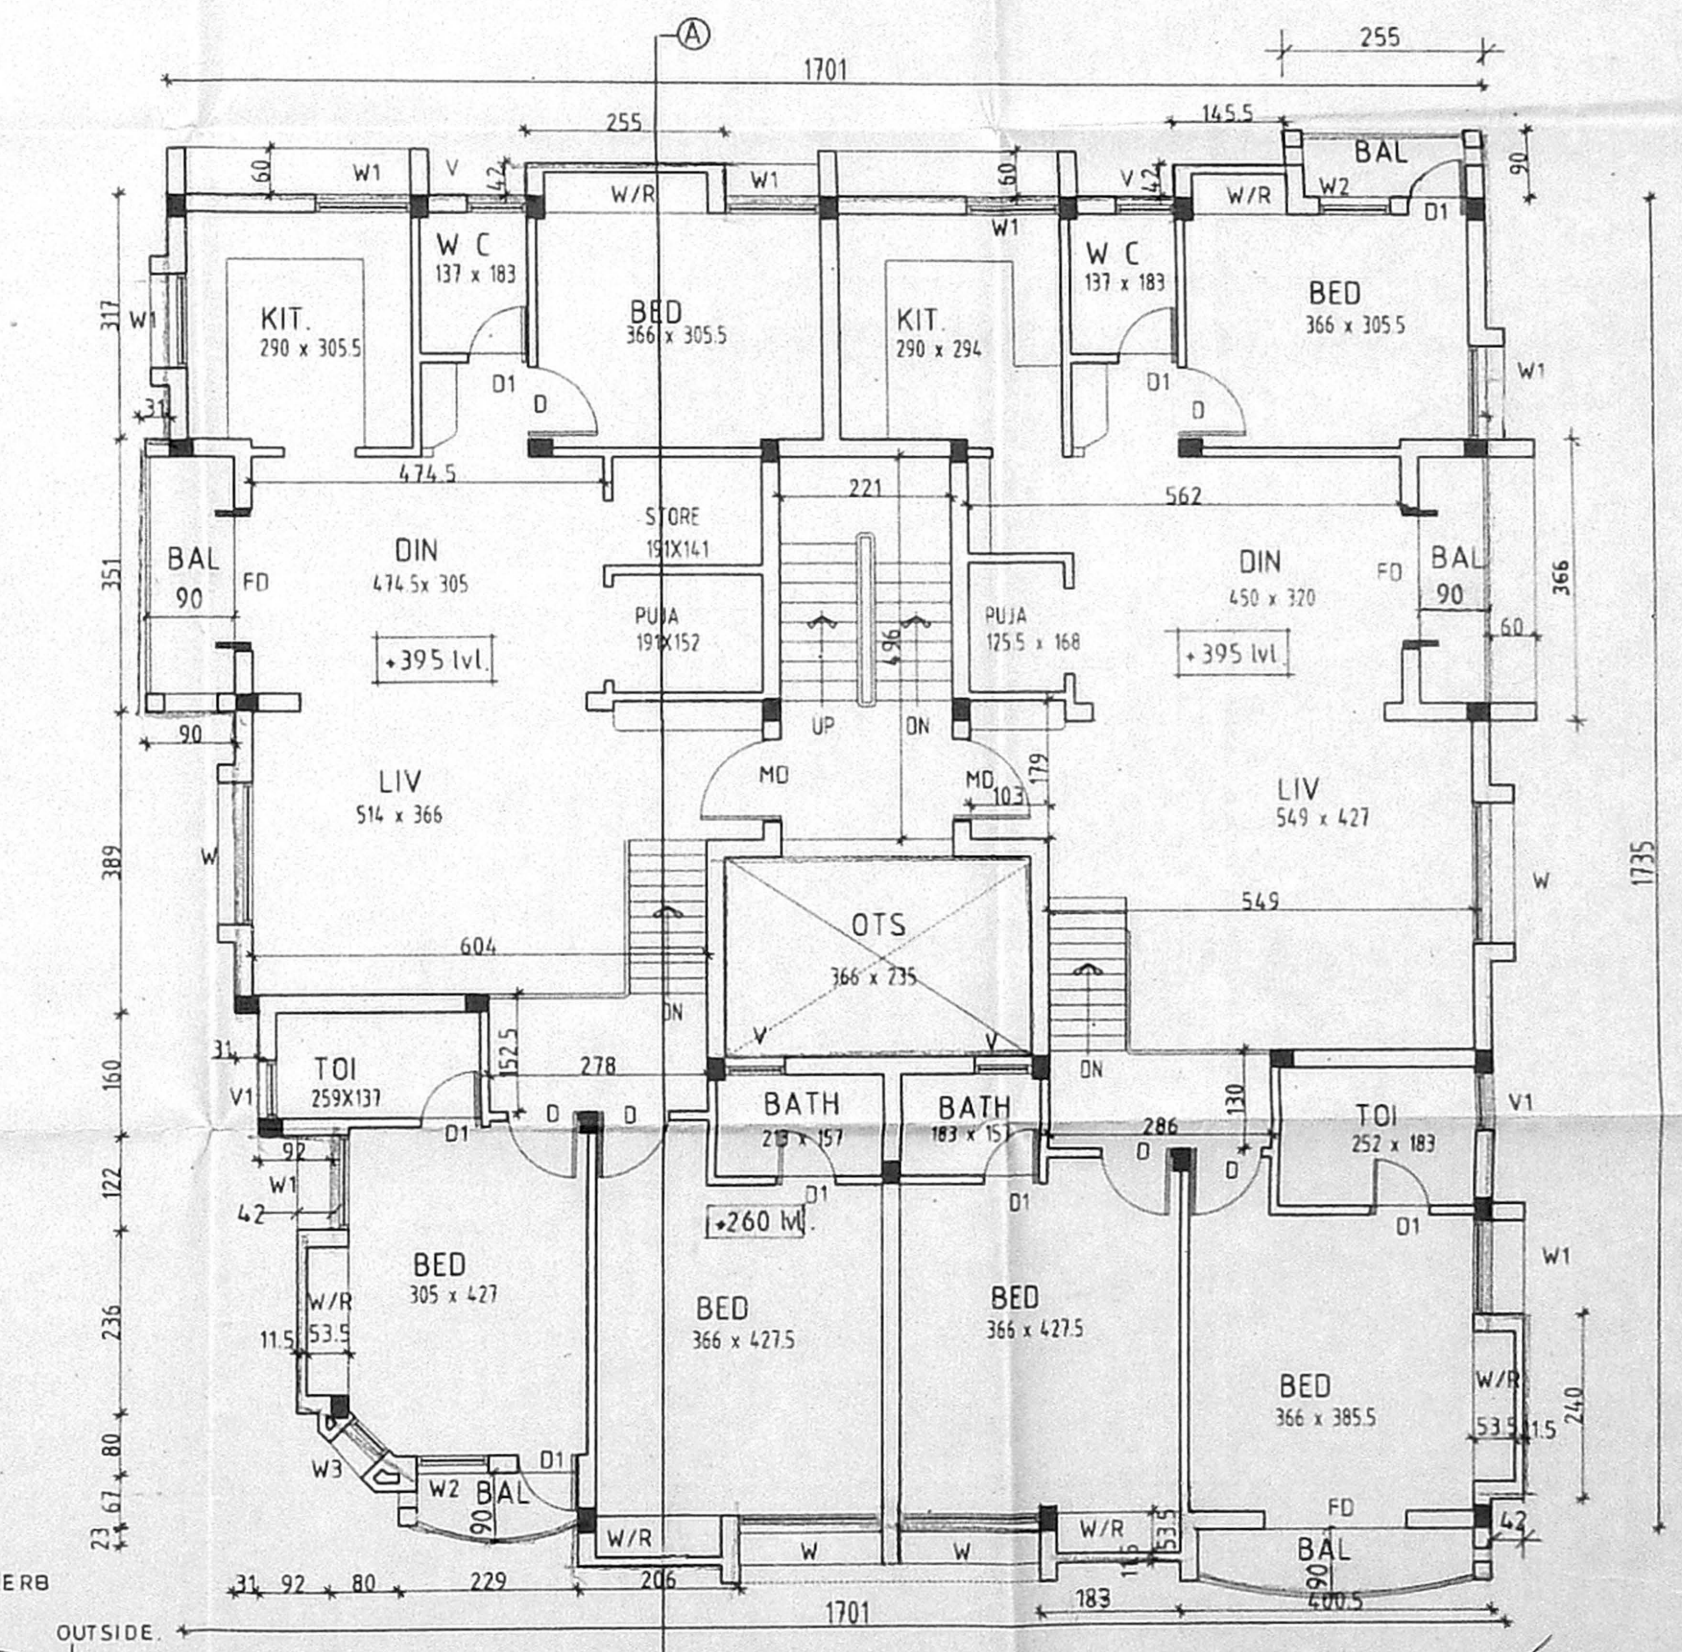 A
255
1701
145.5
255
BAL
90
60
W1
V
42
W/R
W1
60
V
42
W/R
W2
D1
W1
W C
137 x 183
W C
137 x 183
317
W1
KIT.
290 x 305.5
BED
366 x 305.5
KIT.
290 x 294
BED
366 x 305.5
W1
D1
D
D1
D
31
474.5
221
562
STORE
191X141
351
BAL
90
FD
DIN
474.5x 305
DIN
450 x 320
FD
BAL
90
366
PUJA
191X152
496
PUJA
125.5 x 168
60
+395 lvl.
+395 lvl.
90
UP
DN
LIV
514 x 366
MD
MD
103
179
LIV
549 x 427
389
W
W
1735
604
OTS
366 x 235
549
DN
V
V
DN
31
160
V1
TOI
259X137
152.5
278
BATH
213 x 157
BATH
183 x 157
286
130
TOI
252 x 183
V1
D1
D
D
D
D
92
122
W1
42
D1
D1
D1
+260 lvl.
BED
305 x 427
BED
366 x 427.5
BED
366 x 427.5
W1
236
W/R
11.5
53.5
BED
366 x 385.5
W/R
53.5
11.5
240
80
W3
W2
BAL
90
D1
67
23
W/R
W
W
W/R
53.5
FD
BAL
90
42
ERB
31
92
80
229
206
183
400.5
1701
OUTSIDE.